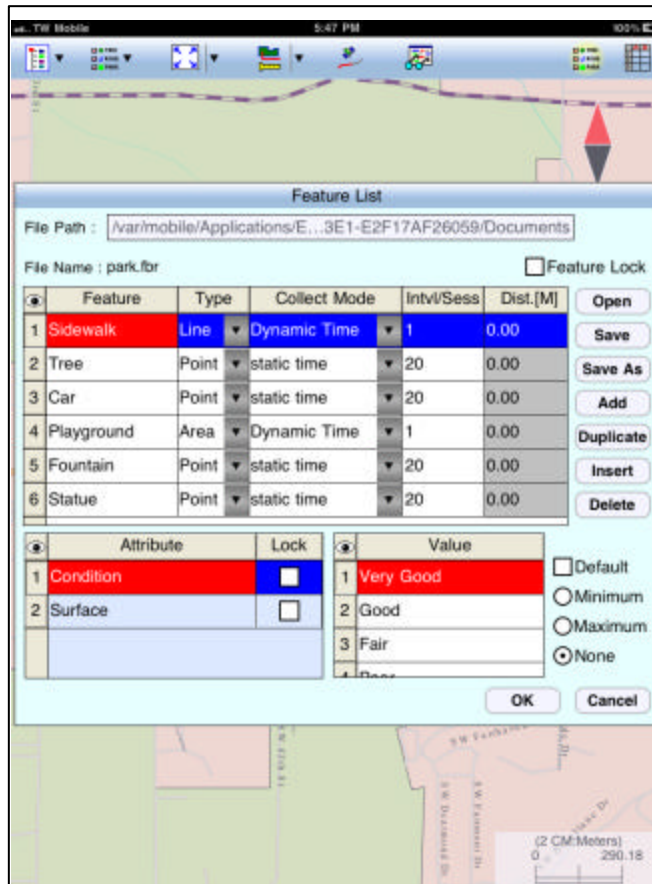 TW Mobile 5:47 PM 100%
Feature List
File Path : /var/mobile/Applications/E...3E1-E2F17AF26059/Documents
File Name : park.fbr Feature Lock
Feature Type Collect Mode Intvl/Sess Dist.[M] Open
1 Sidewalk Line Dynamic Time 1 0.00 Save
2 Tree Point static time 20 0.00 Save As
3 Car Point static time 20 0.00 Add
4 Playground Area Dynamic Time 1 0.00 Duplicate
5 Fountain Point static time 20 0.00 Insert
6 Statue Point static time 20 0.00 Delete
Attribute Lock Value Default
1 Condition 1 Very Good Minimum
2 Surface 2 Good Maximum
3 Fair None
OK Cancel
(2 CM:Meters)
0 290.18